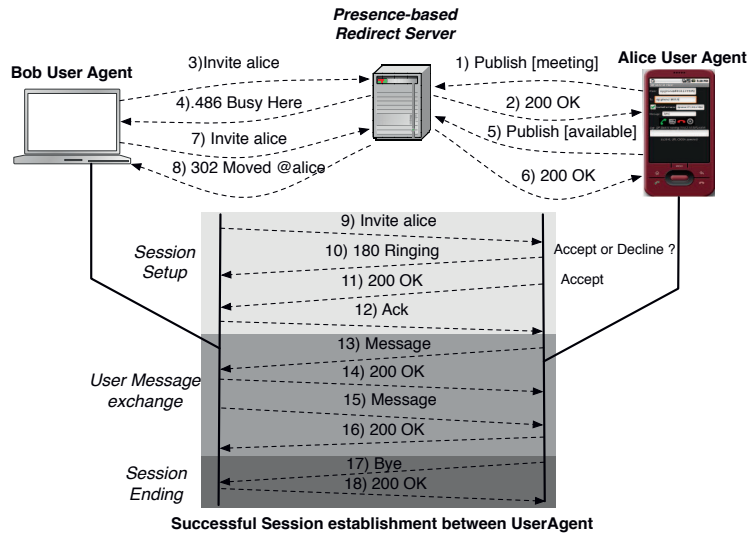 Presence-based
Redirect Server
Bob User Agent
Alice User Agent
3)Invite alice
1) Publish [meeting]
4).486 Busy Here
2) 200 OK
7) Invite alice
5) Publish [available]
8) 302 Moved @alice
6) 200 OK
9) Invite alice
Session
Setup
10) 180 Ringing
Accept or Decline ?
11) 200 OK
Accept
12) Ack
13) Message
14) 200 OK
User Message
exchange
15) Message
16) 200 OK
17) Bye
Session
Ending
18) 200 OK
Successful Session establishment between UserAgent